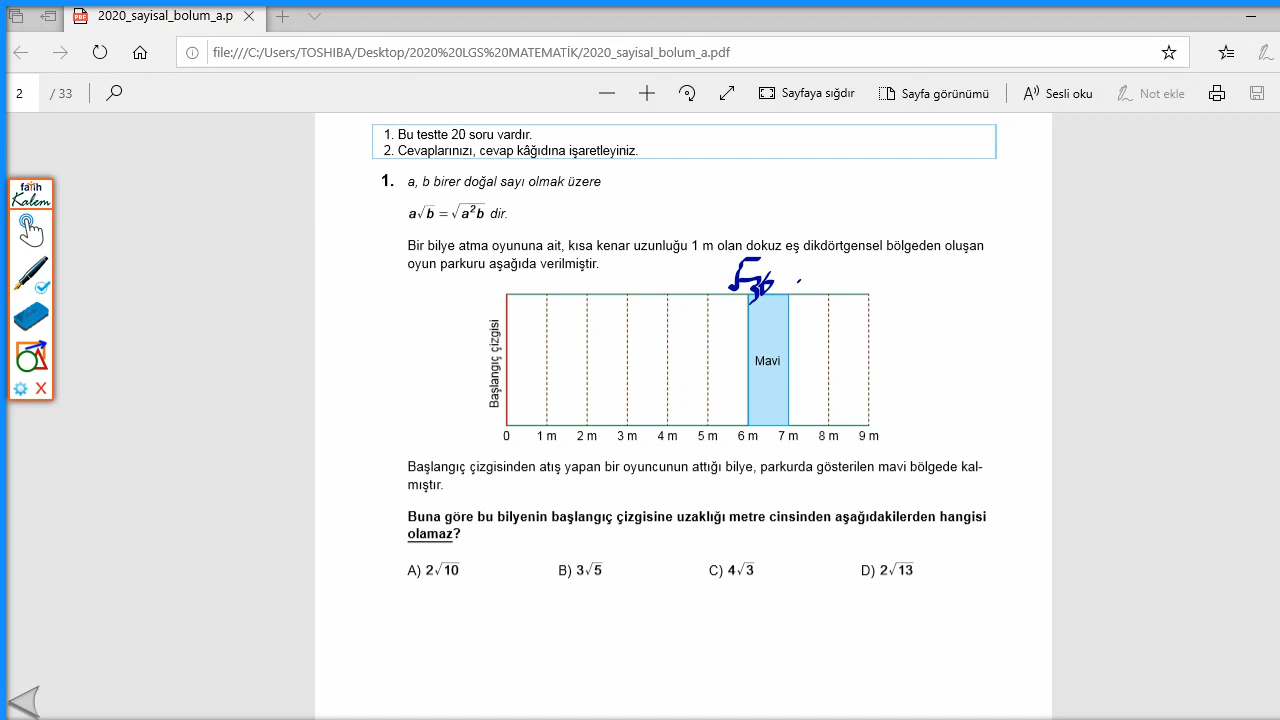 2020_sayisal_bolum_a.p
file:///C:/Users/TOSHIBA/Desktop/2020%20LGS%20MATEMATİK/2020_sayisal_bolum_a.pdf
2 / 33
Sayfaya sığdır
Sayfa görünümü
Sesli oku
Not ekle
fatih
Kalem
1. Bu testte 20 soru vardır.
2. Cevaplarınızı, cevap kâğıdına işaretleyiniz.
1. a, b birer doğal sayı olmak üzere
a√b = √a²b dir.
Bir bilye atma oyununa ait, kısa kenar uzunluğu 1 m olan dokuz eş dikdörtgensel bölgeden oluşan
oyun parkuru aşağıda verilmiştir.
√36
Başlangıç çizgisi
Mavi
0 1 m 2 m 3 m 4 m 5 m 6 m 7 m 8 m 9 m
Başlangıç çizgisinden atış yapan bir oyuncunun attığı bilye, parkurda gösterilen mavi bölgede kal-
mıştır.
Buna göre bu bilyenin başlangıç çizgisine uzaklığı metre cinsinden aşağıdakilerden hangisi
olamaz?
A) 2√10 B) 3√5 C) 4√3 D) 2√13